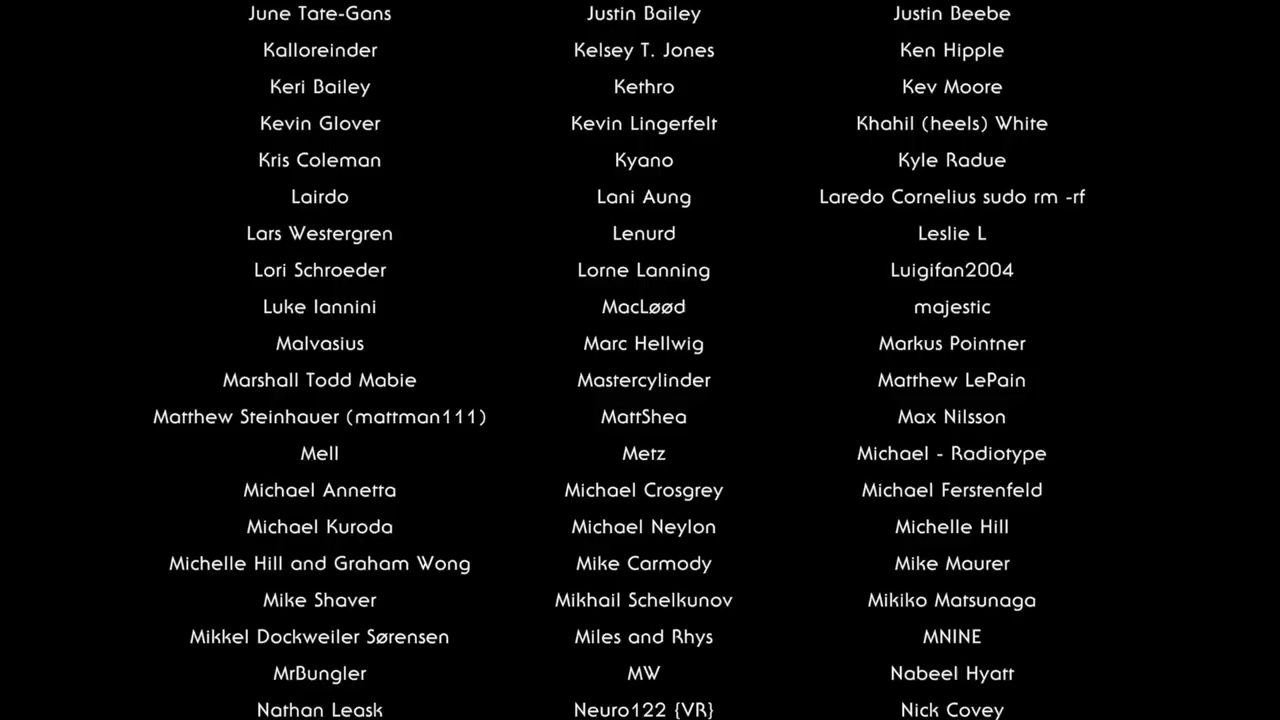 June Tate-Gans Justin Bailey Justin Beebe
Kalloreinder Kelsey T. Jones Ken Hipple
Keri Bailey Kethro Kev Moore
Kevin Glover Kevin Lingerfelt Khahil (heels) White
Kris Coleman Kyano Kyle Radue
Lairdo Lani Aung Laredo Cornelius sudo rm -rf
Lars Westergren Lenurd Leslie L
Lori Schroeder Lorne Lanning Luigifan2004
Luke Iannini MacLøød majestic
Malvasius Marc Hellwig Markus Pointner
Marshall Todd Mabie Mastercylinder Matthew LePain
Matthew Steinhauer (mattman111) MattShea Max Nilsson
Mell Metz Michael - Radiotype
Michael Annetta Michael Crosgrey Michael Ferstenfeld
Michael Kuroda Michael Neylon Michelle Hill
Michelle Hill and Graham Wong Mike Carmody Mike Maurer
Mike Shaver Mikhail Schelkunov Mikiko Matsunaga
Mikkel Dockweiler Sørensen Miles and Rhys MNINE
MrBungler MW Nabeel Hyatt
Nathan Leask Neuro122 {VR} Nick Covey